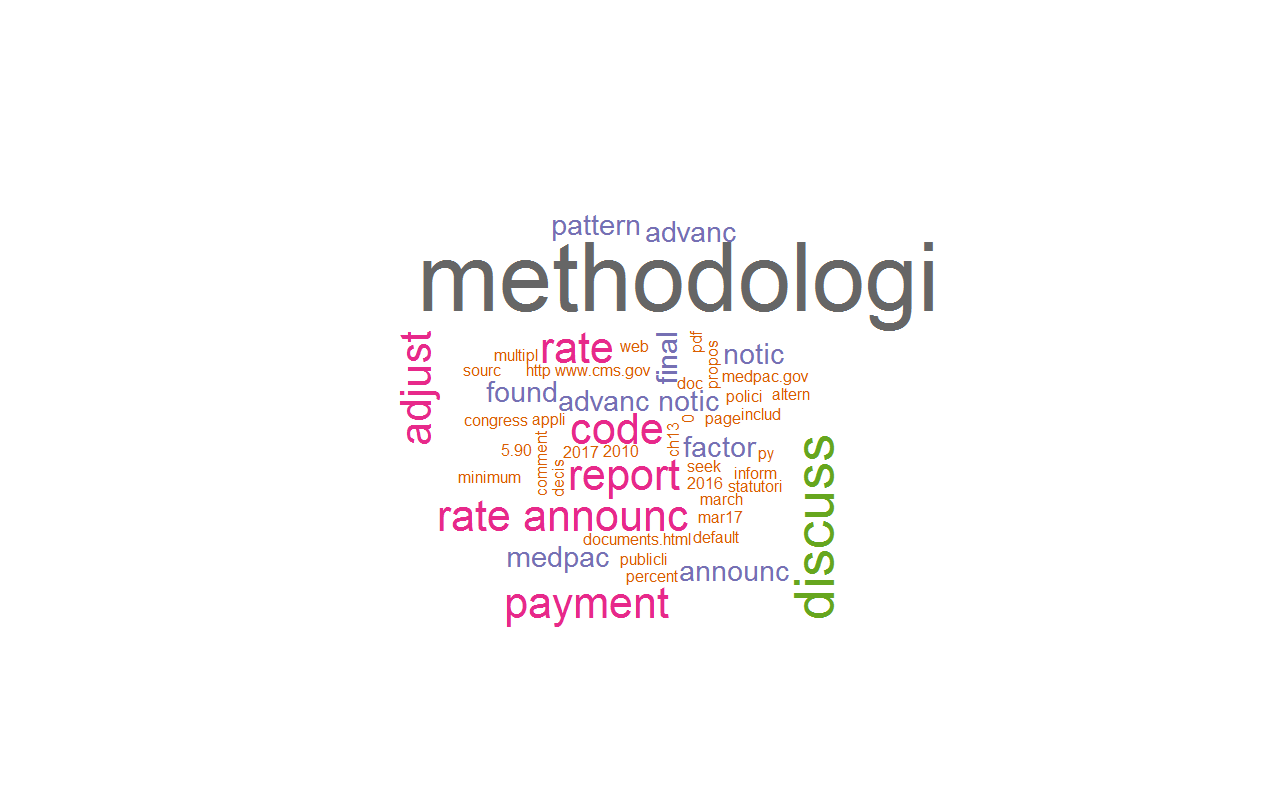 pattern
advanc
methodologi
adjust
rate
web
final
pdf
propos
notic
multipl
sourc
http
www.cms.gov
doc
medpac.gov
found
advanc notic
polici
altern
congress
appli
code
ch13
0
page
includ
5.90
comment
decis
2017
2010
factor
py
discuss
minimum
report
seek
inform
2016
statutori
march
rate announc
mar17
documents.html
default
medpac
publicli
percent
announc
payment